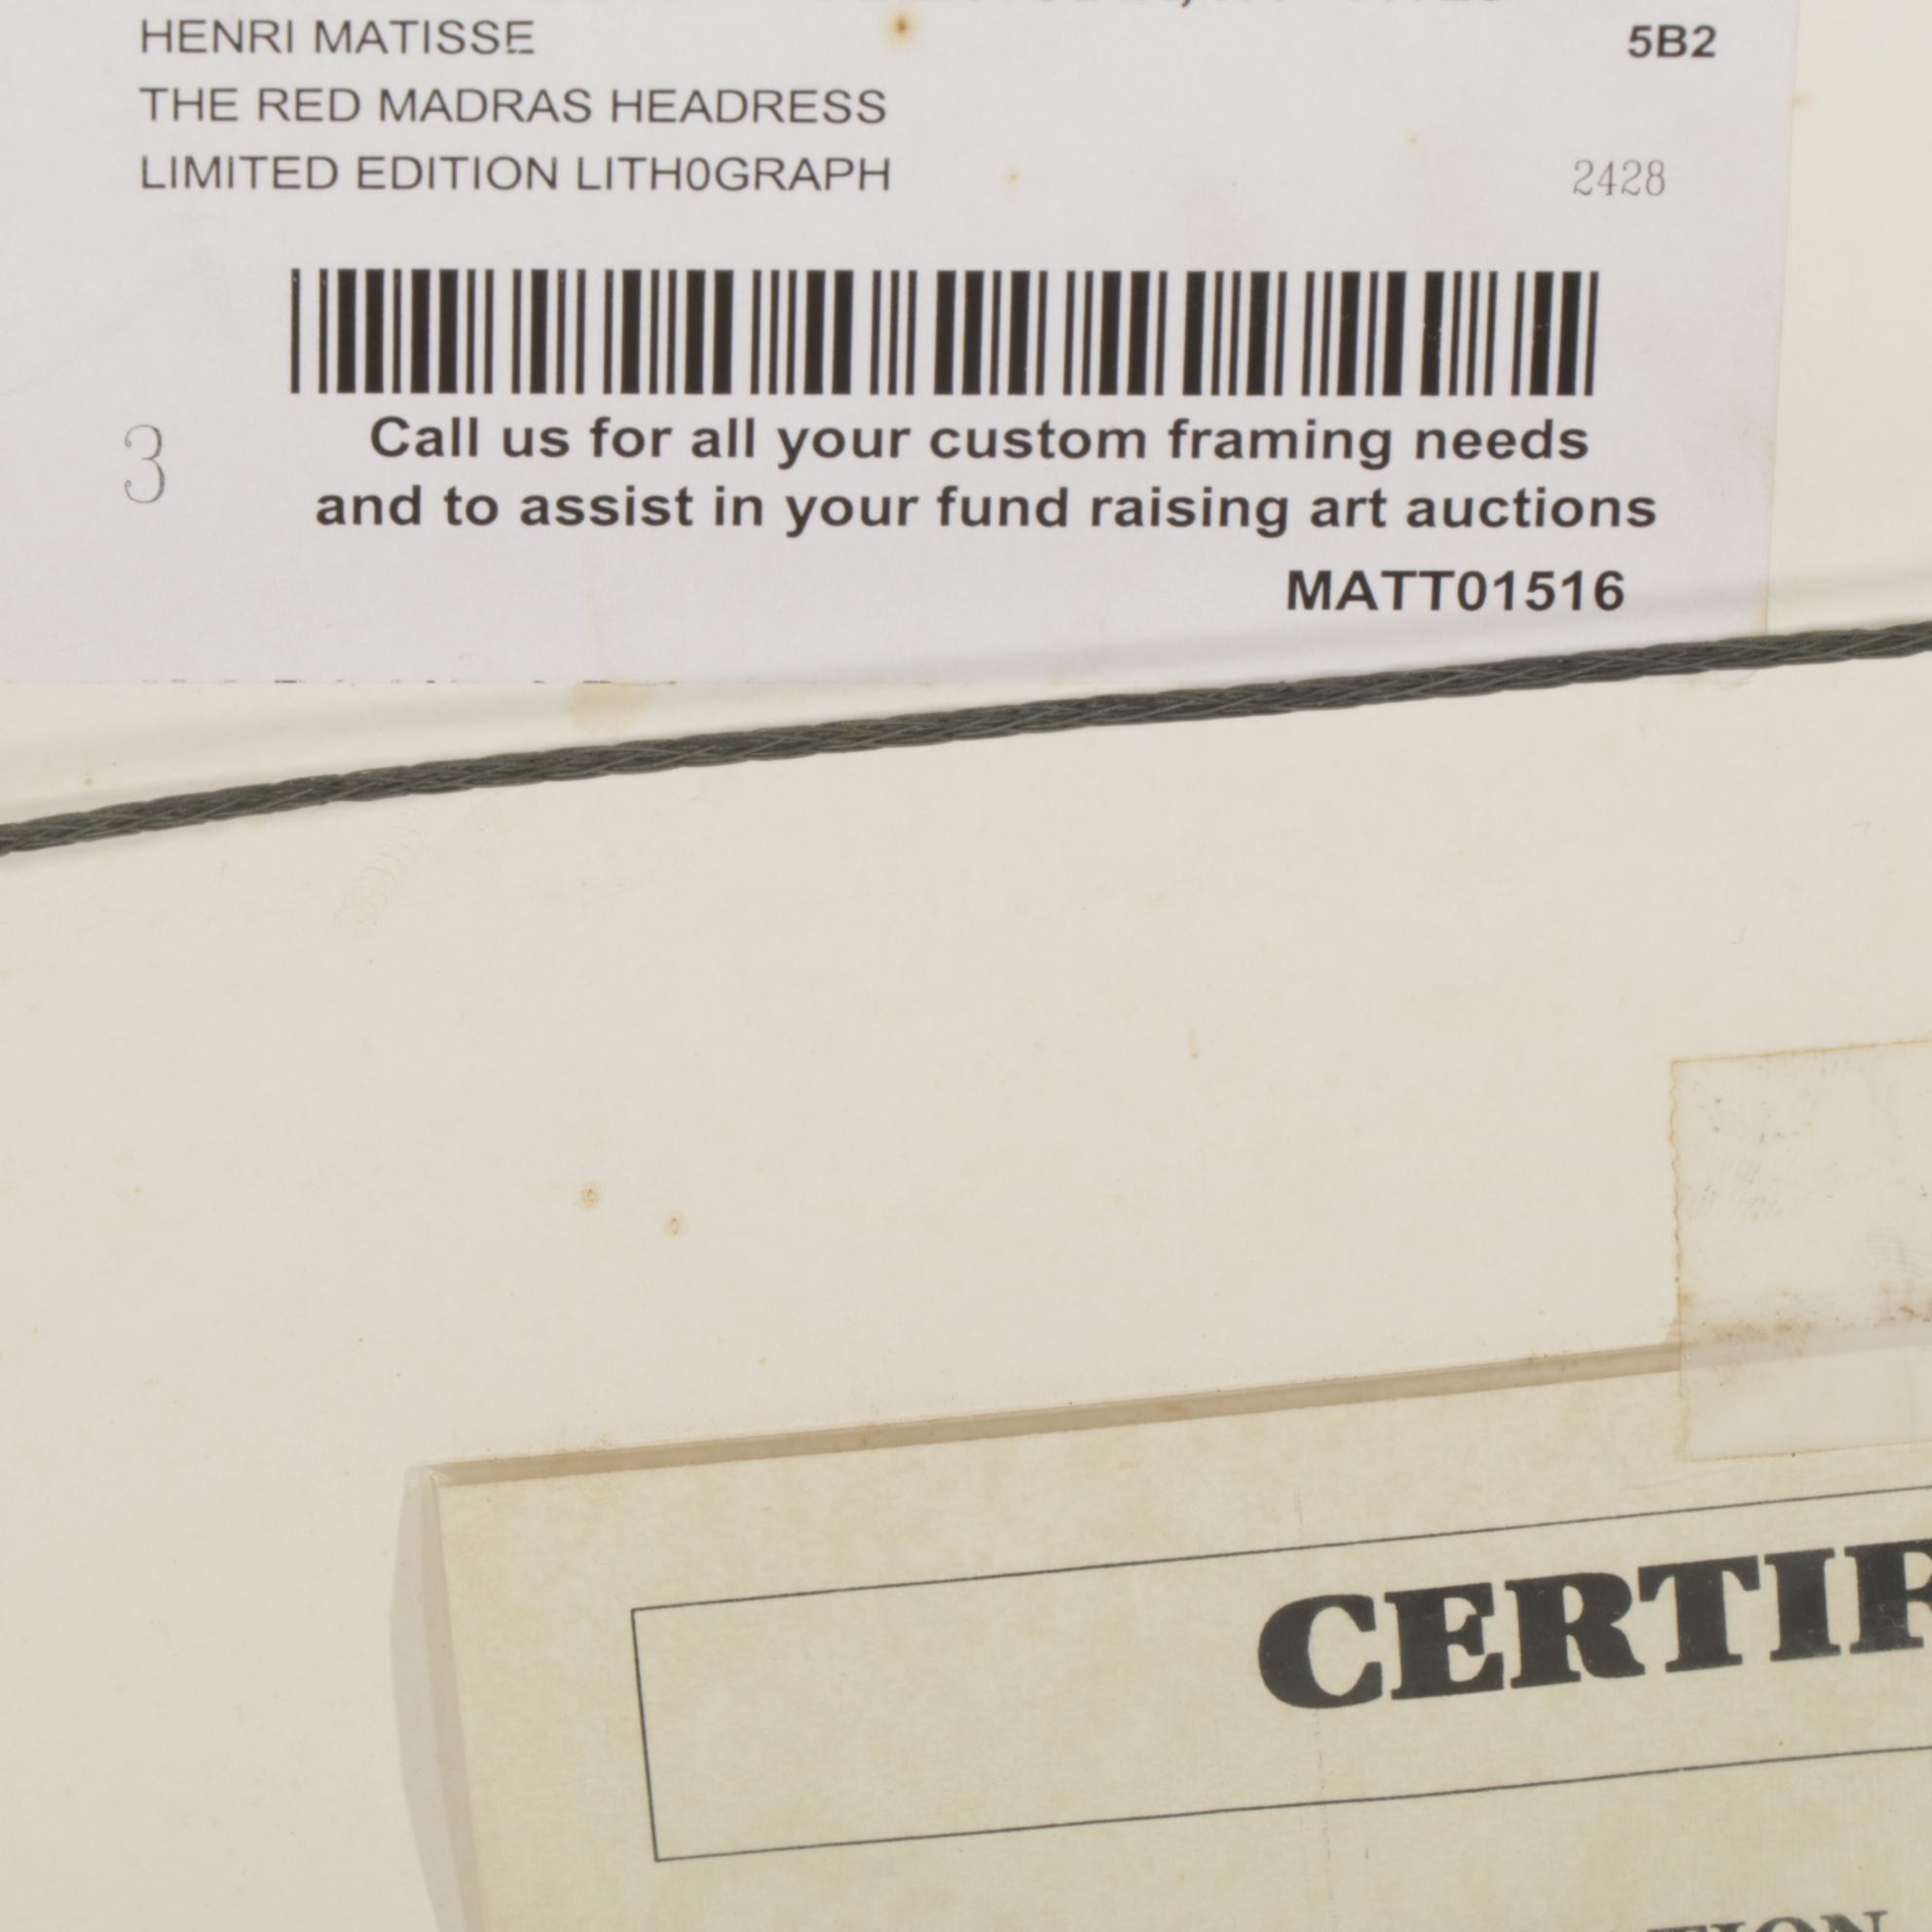 HENRI MATISSE 5B2
THE RED MADRAS HEADRESS
LIMITED EDITION LITH0GRAPH 2428
3
Call us for all your custom framing needs
and to assist in your fund raising art auctions
MATT01516
CERTIF